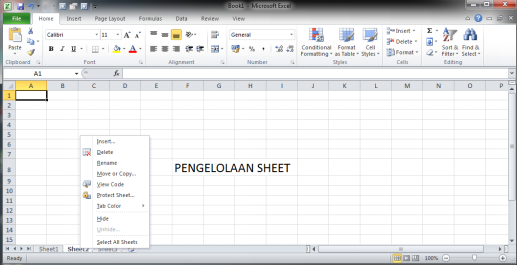 Book1 - Microsoft Excel
File Home Insert Page Layout Formulas Data Review View
Paste
Calibri 11 A A
General
B I U
$ % ,
Conditional Formatting
Format as Table
Cell Styles
Insert
Delete
Format
Σ
Sort & Filter
Find & Select
Clipboard Font Alignment Number Styles Cells Editing
A1 fx
A B C D E F G H I J K L M N O P
1
2
3
4
5
6
7
8
9
10
11
12
13
14
15
PENGELOLAAN SHEET
Insert...
Delete
Rename
Move or Copy...
View Code
Protect Sheet...
Tab Color
Hide
Unhide...
Select All Sheets
Sheet1 Sheet2 Sheet3
Ready
100%